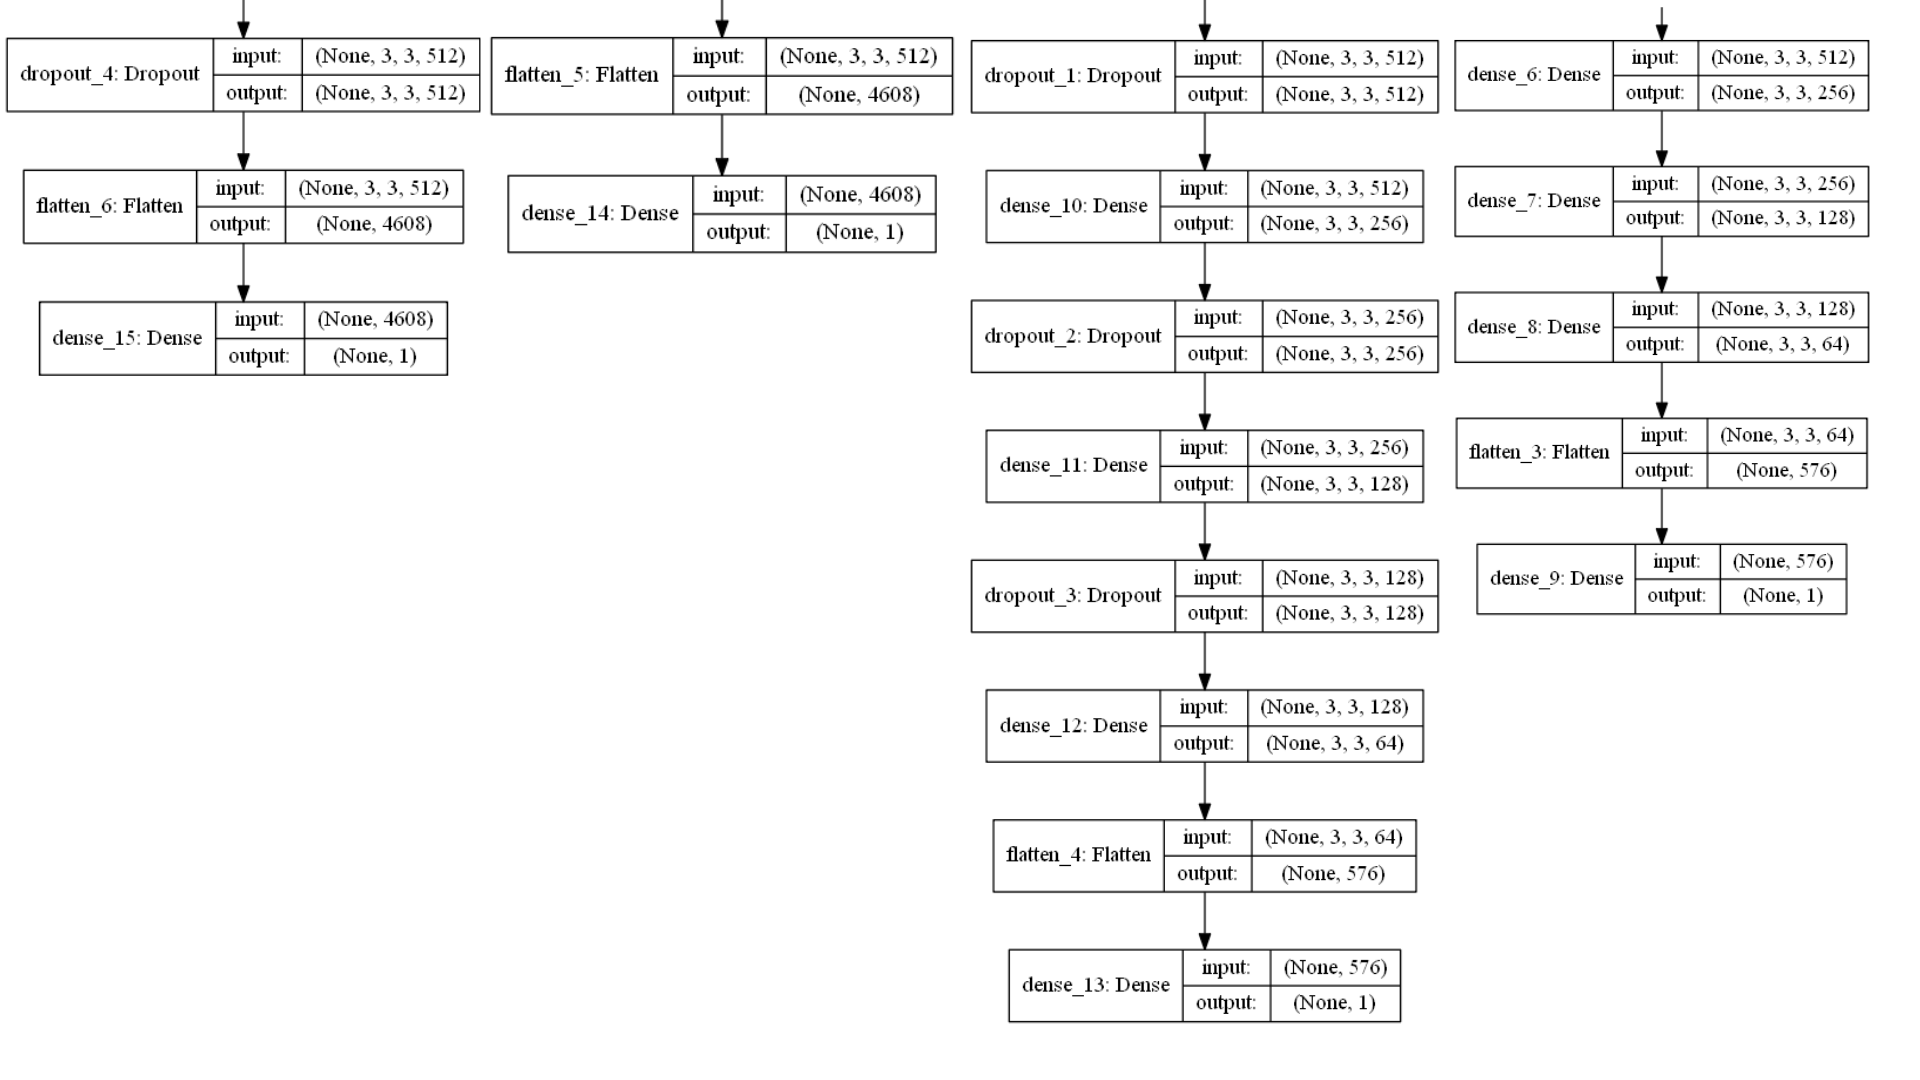 dropout_4: Dropout
input: (None, 3, 3, 512)
output: (None, 3, 3, 512)
flatten_6: Flatten
input: (None, 3, 3, 512)
output: (None, 4608)
dense_15: Dense
input: (None, 4608)
output: (None, 1)
flatten_5: Flatten
input: (None, 3, 3, 512)
output: (None, 4608)
dense_14: Dense
input: (None, 4608)
output: (None, 1)
dropout_1: Dropout
input: (None, 3, 3, 512)
output: (None, 3, 3, 512)
dense_10: Dense
input: (None, 3, 3, 512)
output: (None, 3, 3, 256)
dropout_2: Dropout
input: (None, 3, 3, 256)
output: (None, 3, 3, 256)
dense_11: Dense
input: (None, 3, 3, 256)
output: (None, 3, 3, 128)
dropout_3: Dropout
input: (None, 3, 3, 128)
output: (None, 3, 3, 128)
dense_12: Dense
input: (None, 3, 3, 128)
output: (None, 3, 3, 64)
flatten_4: Flatten
input: (None, 3, 3, 64)
output: (None, 576)
dense_13: Dense
input: (None, 576)
output: (None, 1)
dense_6: Dense
input: (None, 3, 3, 512)
output: (None, 3, 3, 256)
dense_7: Dense
input: (None, 3, 3, 256)
output: (None, 3, 3, 128)
dense_8: Dense
input: (None, 3, 3, 128)
output: (None, 3, 3, 64)
flatten_3: Flatten
input: (None, 3, 3, 64)
output: (None, 576)
dense_9: Dense
input: (None, 576)
output: (None, 1)